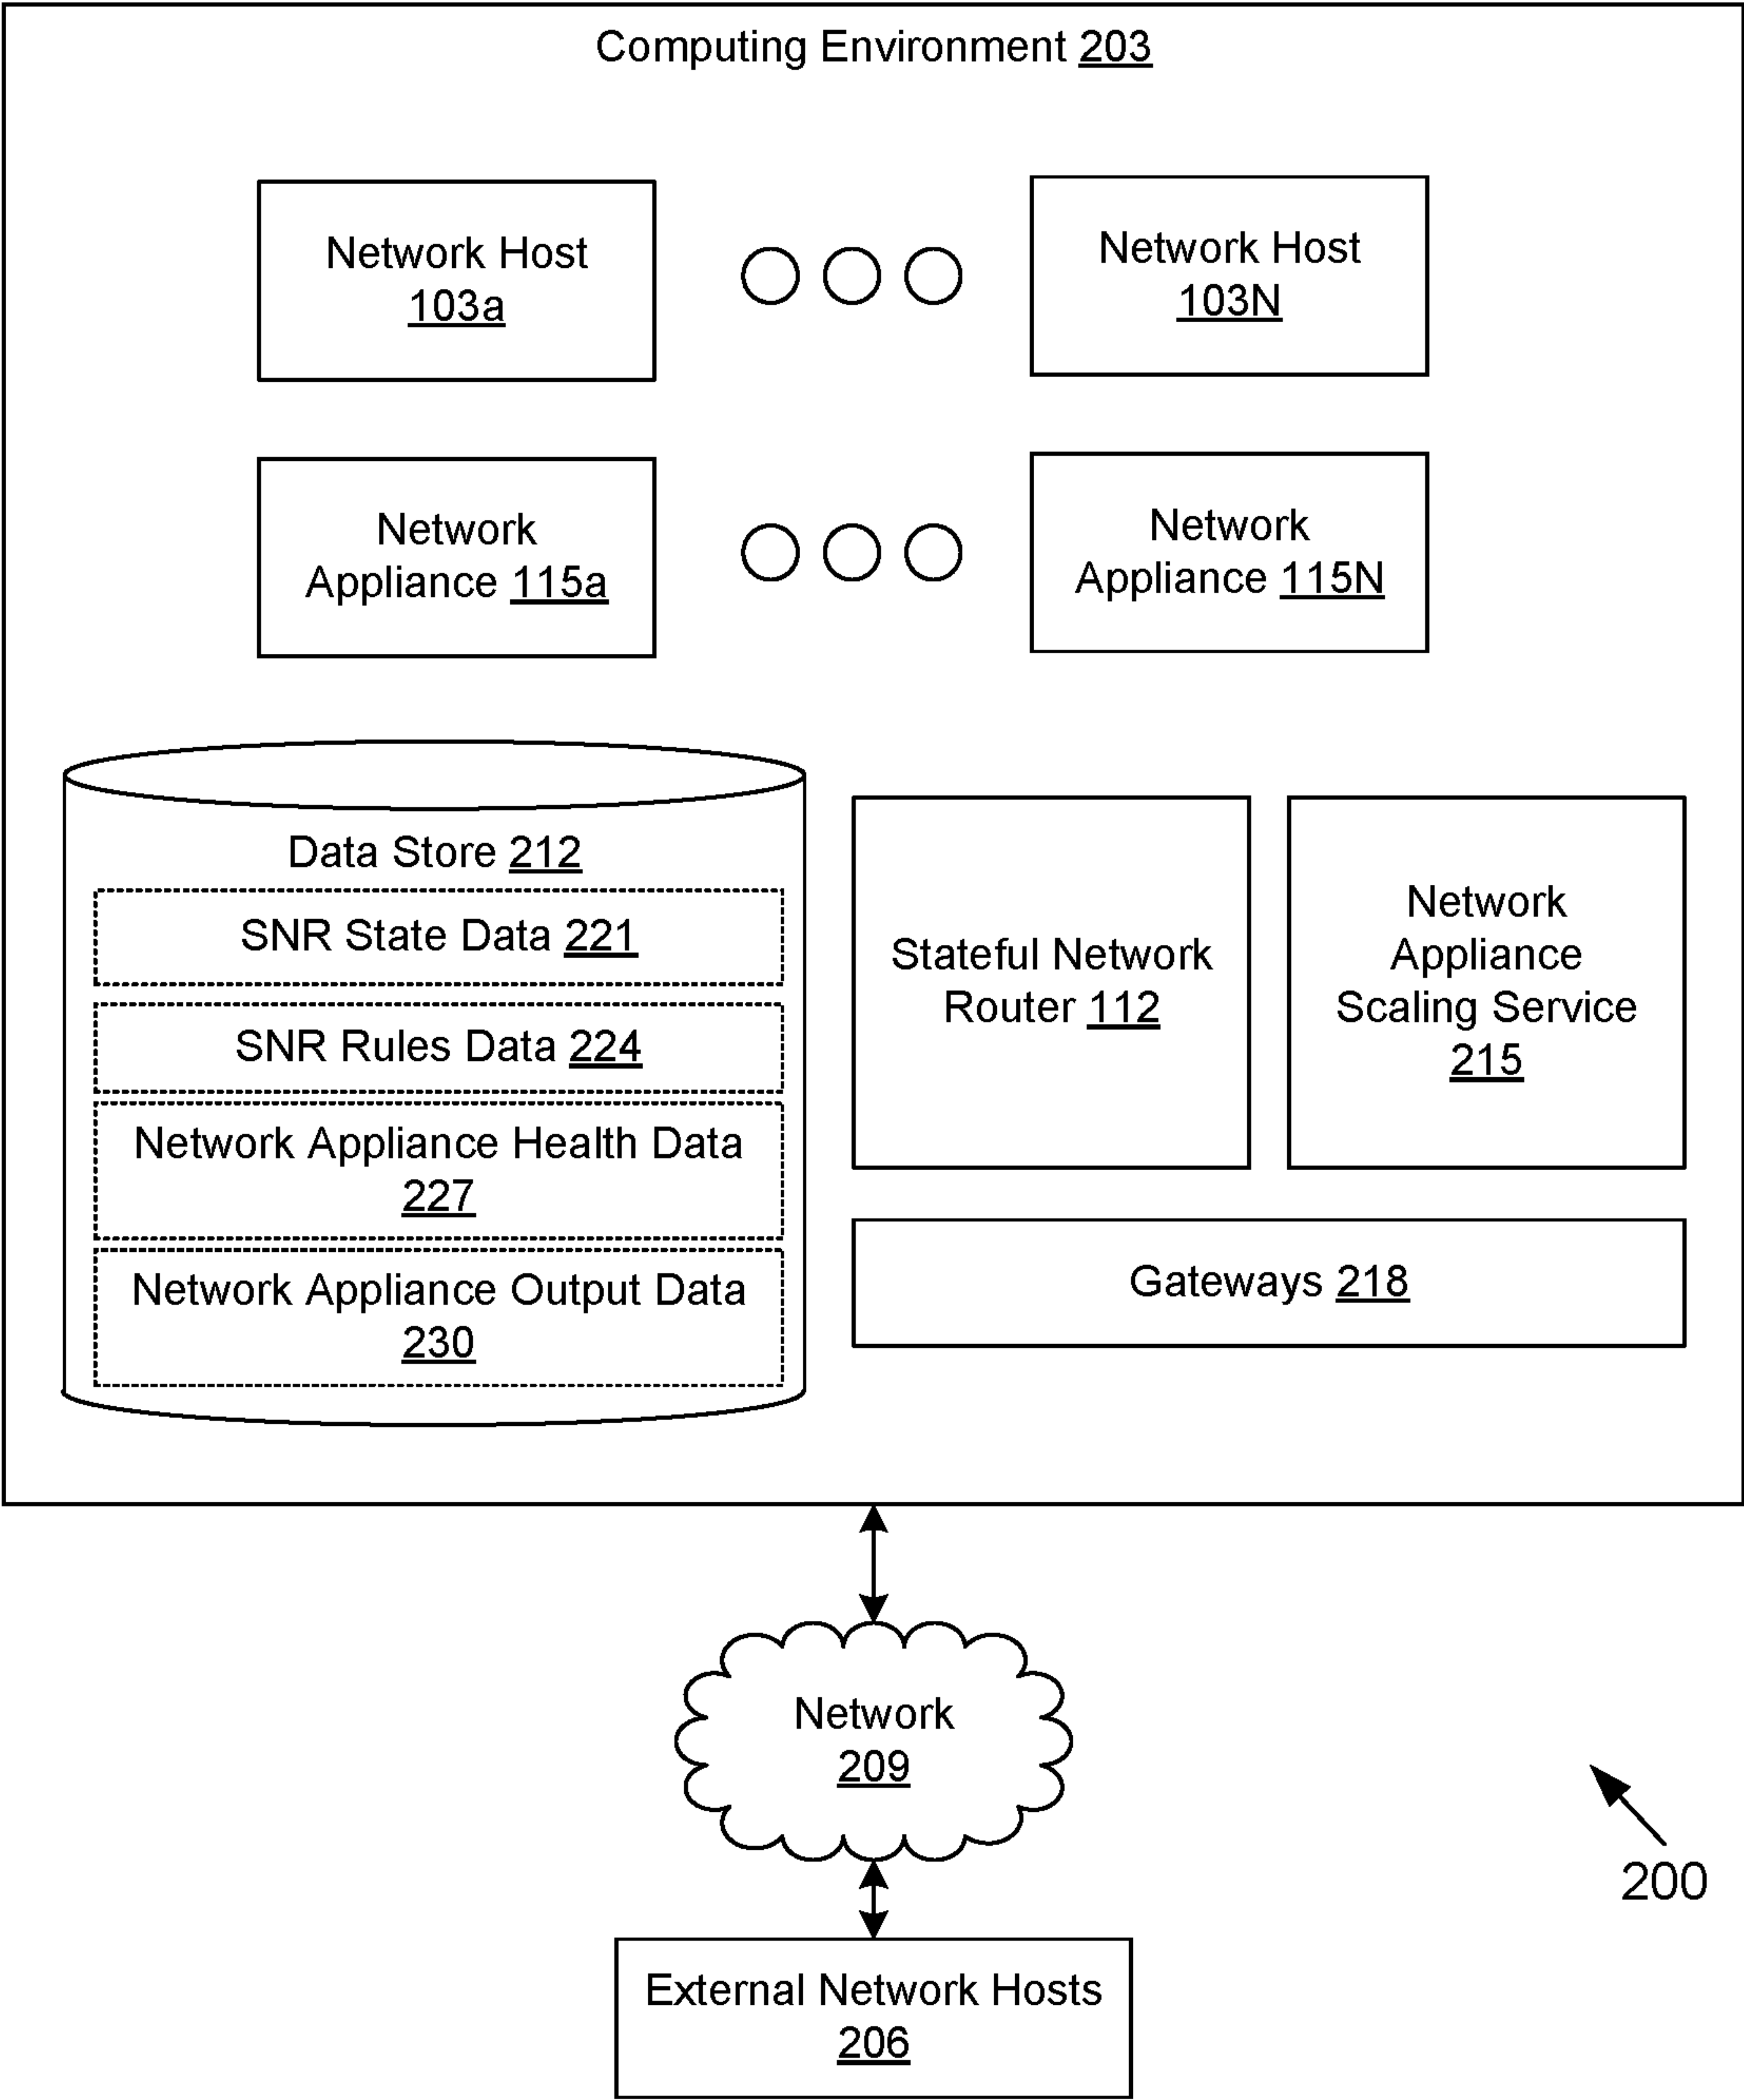 Computing Environment 203
Network Host
103a
Network Host
103N
Network
Appliance 115a
Network
Appliance 115N
Data Store 212
SNR State Data 221
SNR Rules Data 224
Network Appliance Health Data
227
Network Appliance Output Data
230
Stateful Network
Router 112
Network
Appliance
Scaling Service
215
Gateways 218
Network
209
200
External Network Hosts
206